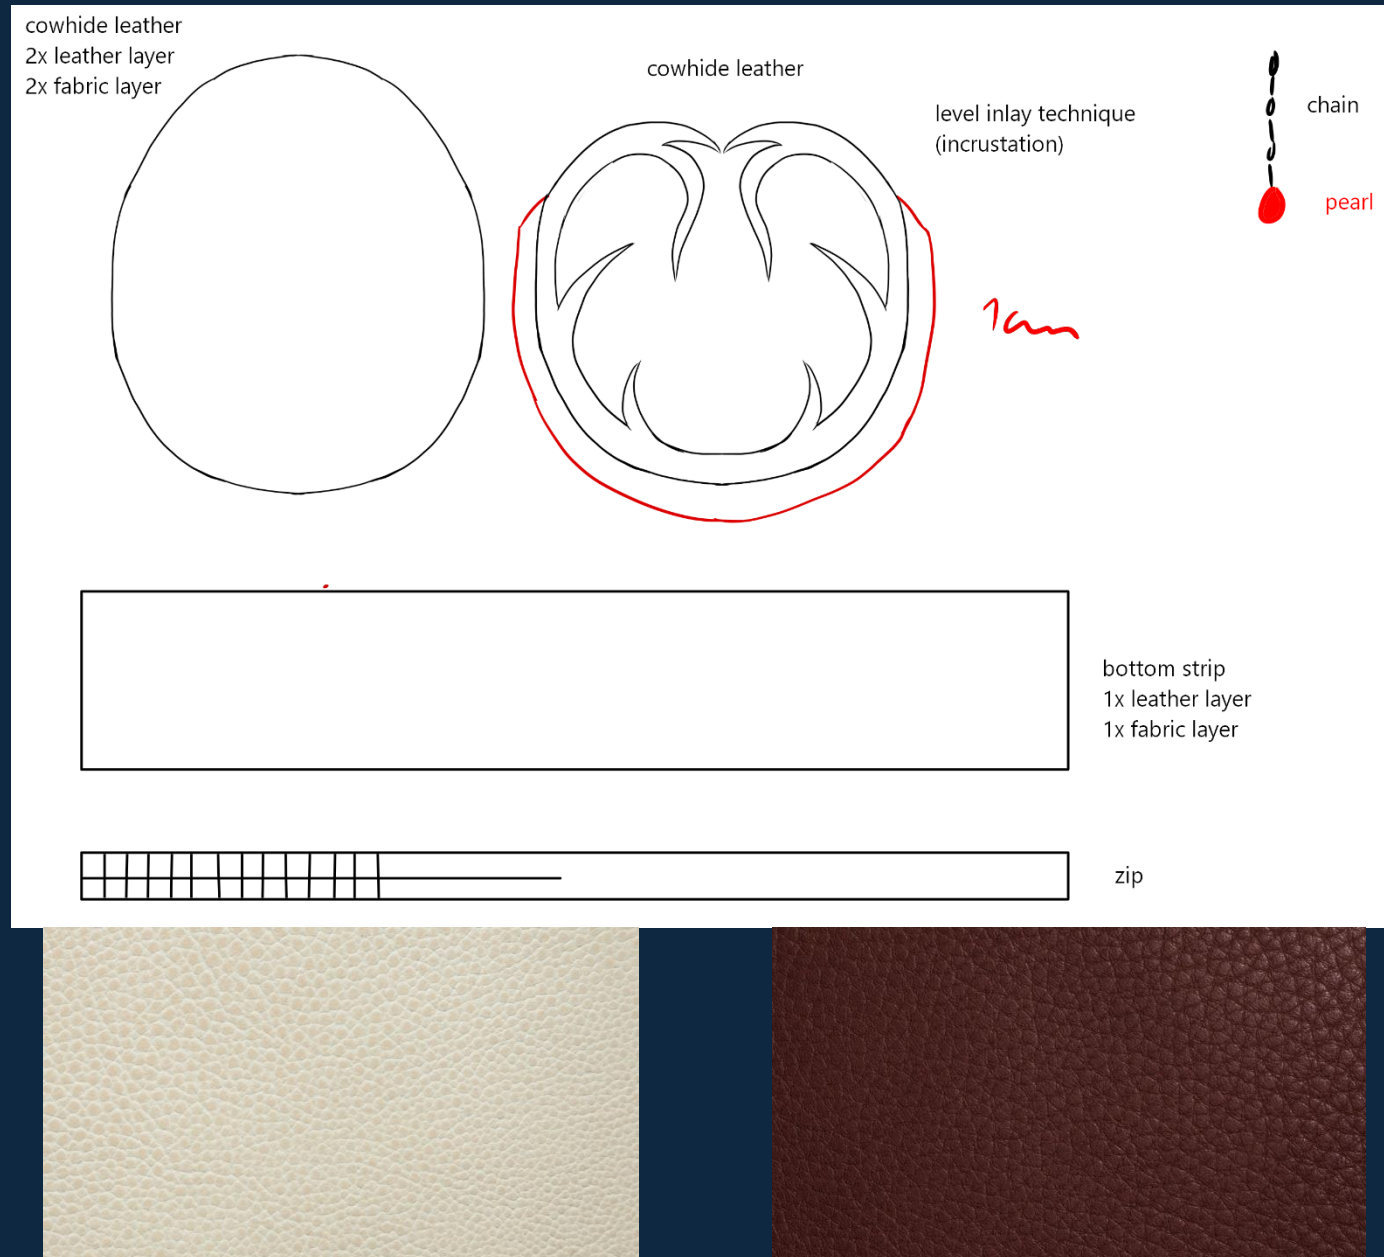 cowhide leather
2x leather layer
2x fabric layer
cowhide leather
level inlay technique
(incrustation)
chain
pearl
1cm
bottom strip
1x leather layer
1x fabric layer
zip